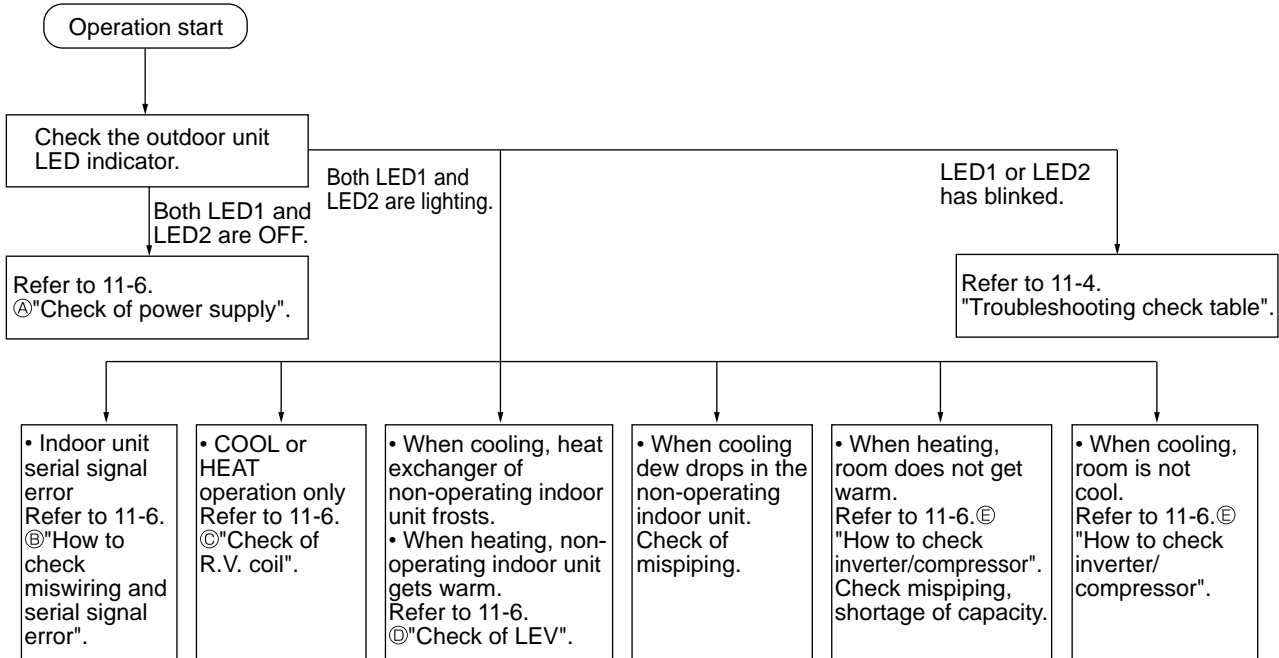 Operation start
Check the outdoor unit
LED indicator.
Both LED1 and
LED2 are lighting.
LED1 or LED2
has blinked.
Both LED1 and
LED2 are OFF.
Refer to 11-6.
Ⓐ"Check of power supply".
Refer to 11-4.
"Troubleshooting check table".
• Indoor unit
serial signal
error
Refer to 11-6.
Ⓑ"How to
check
miswiring and
serial signal
error".
• COOL or
HEAT
operation only
Refer to 11-6.
Ⓒ"Check of
R.V. coil".
• When cooling, heat
exchanger of
non-operating indoor
unit frosts.
• When heating, non-
operating indoor unit
gets warm.
Refer to 11-6.
Ⓓ"Check of LEV".
• When cooling
dew drops in the
non-operating
indoor unit.
Check of
mispiping.
• When heating,
room does not get
warm.
Refer to 11-6.Ⓔ
"How to check
inverter/compressor".
Check mispiping,
shortage of capacity.
• When cooling,
room is not
cool.
Refer to 11-6.Ⓔ
"How to check
inverter/
compressor".